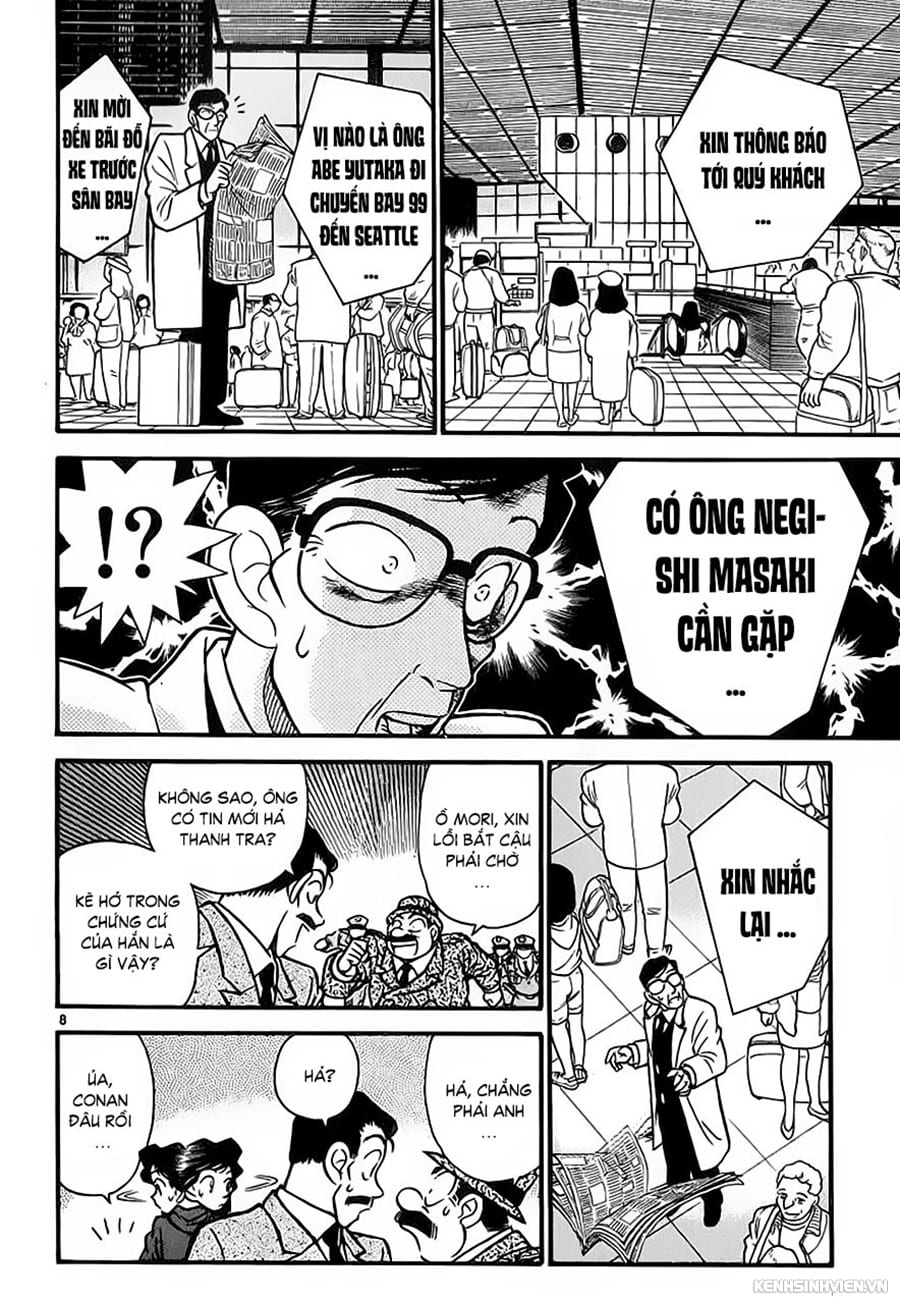 XIN THÔNG BÁO
TỚI QUÝ KHÁCH
...
VỊ NÀO LÀ ÔNG
ABE YUTAKA ĐI
CHUYẾN BAY 99
ĐẾN SEATTLE
...
XIN MỜI
ĐẾN BÃI ĐỖ
XE TRƯỚC
SÂN BAY
...
CÓ ÔNG NEGI-
SHI MASAKI
CẦN GẶP
...
!?
XIN NHẮC
LẠI ...
Ồ MORI, XIN
LỖI BẮT CẬU
PHẢI CHỜ
...
KHÔNG SAO, ÔNG
CÓ TIN MỚI HẢ
THANH TRA?
KẼ HỞ TRONG
CHỨNG CỨ
CỦA HẮN LÀ
GÌ VẬY?
8
HẢ, CHẲNG
PHẢI ANH
...
HẢ?
ỦA,
CONAN
ĐÂU RỒI
...
KENHSINHVIEN.VN